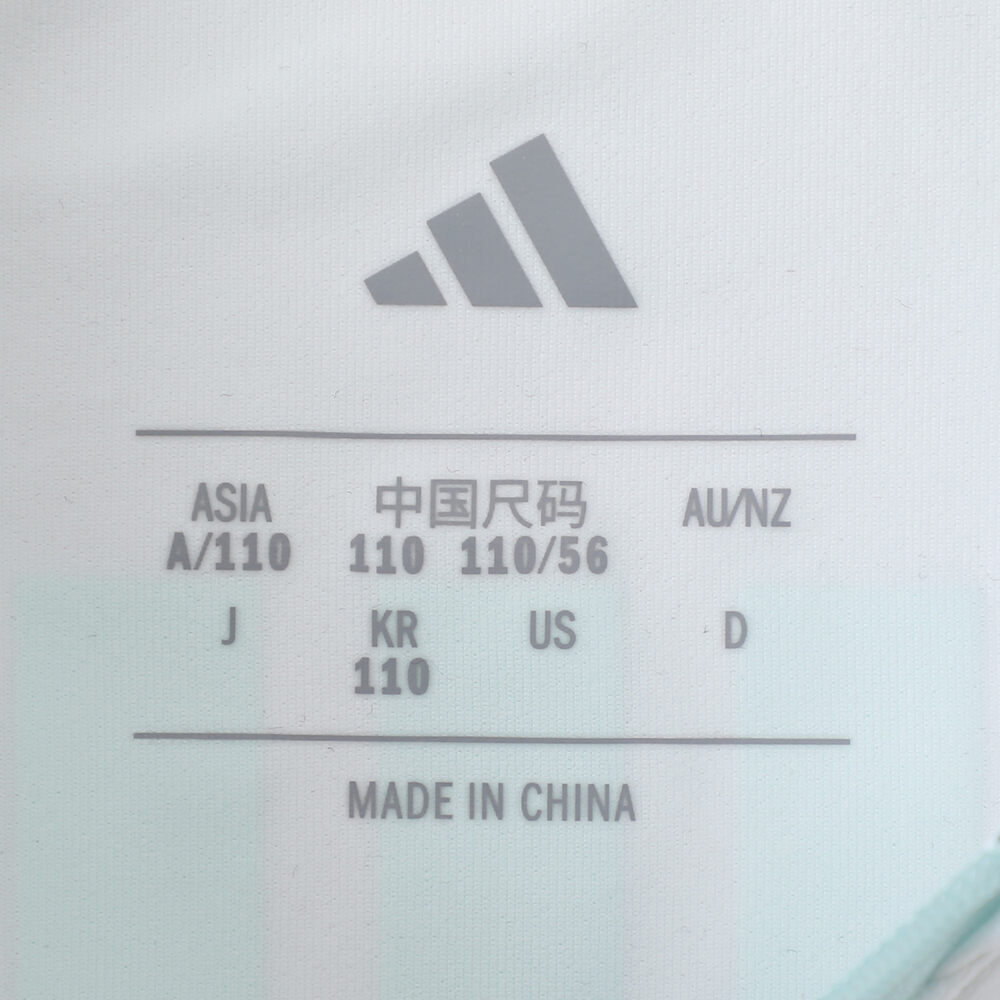 ASIA 中国尺码 AU/NZ
A/110 110 110/56
J KR US D
110
MADE IN CHINA